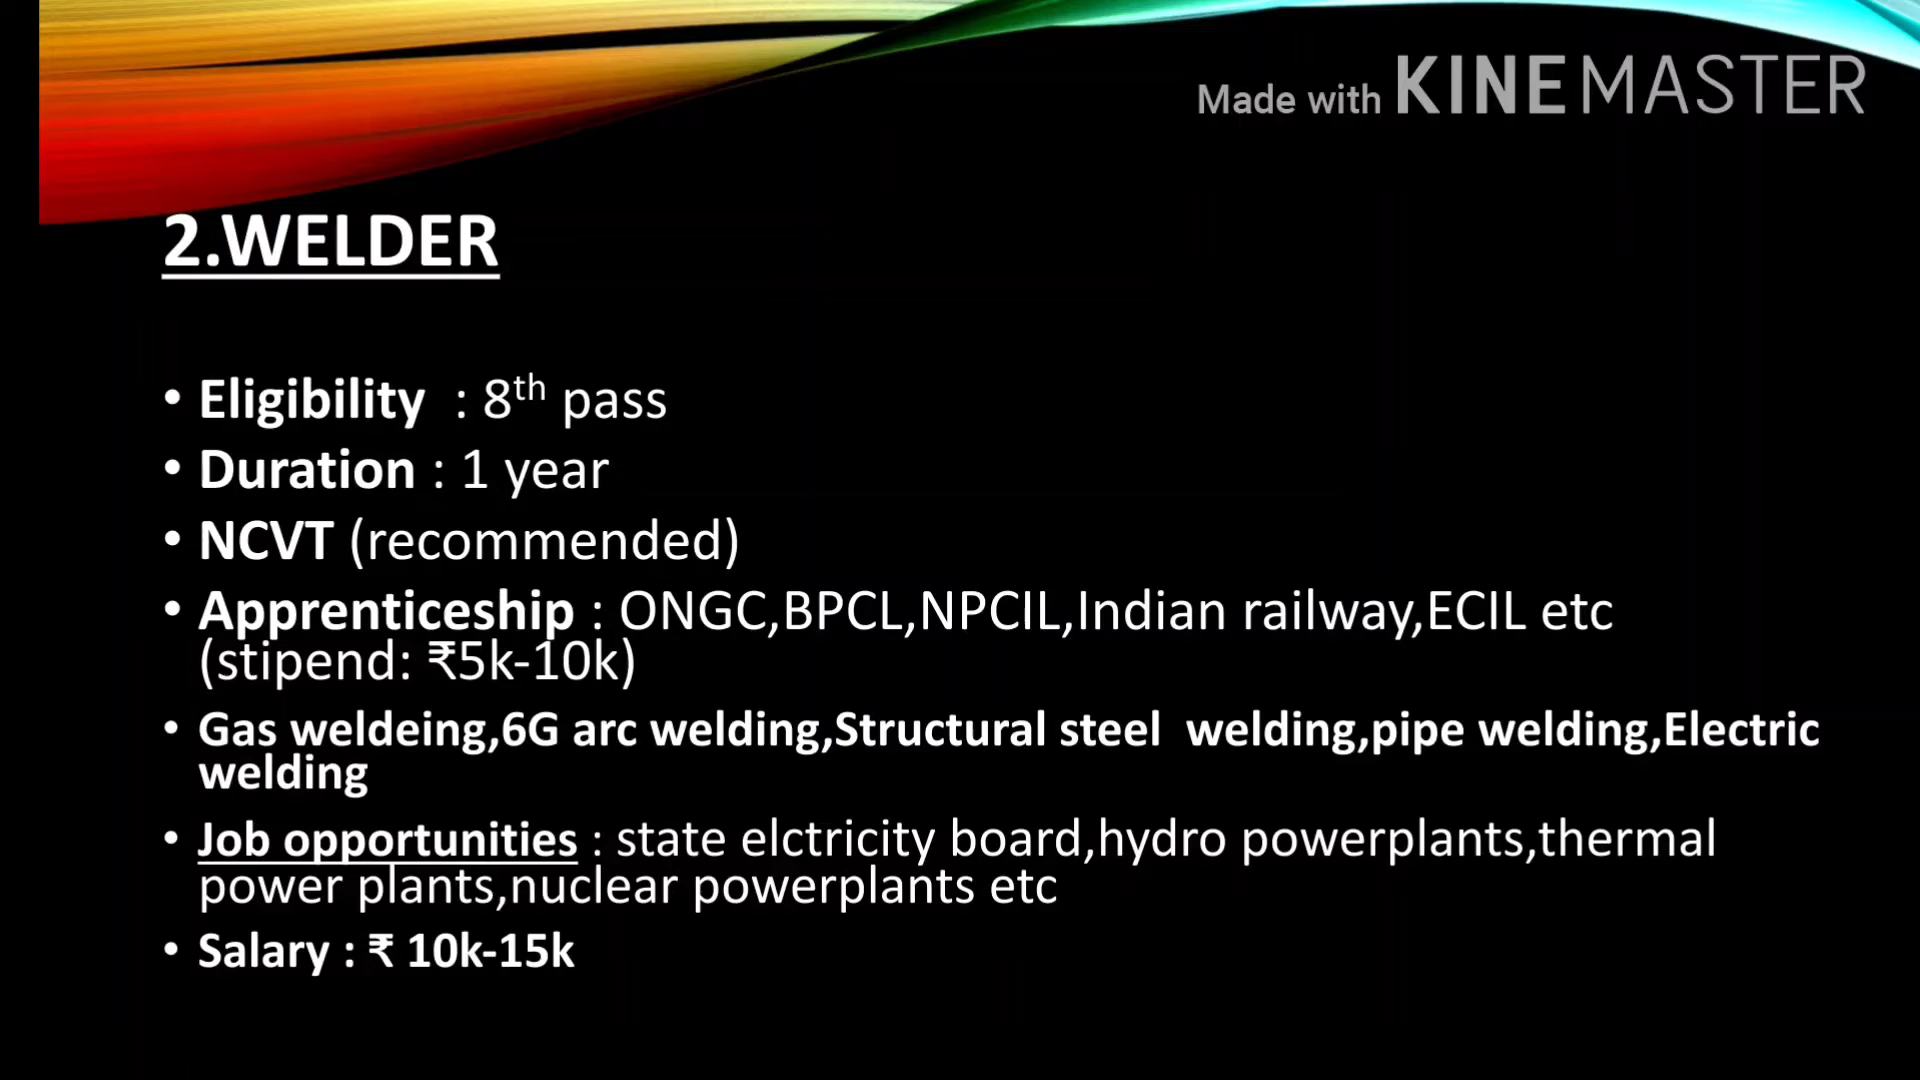 Made with KINEMASTER
2.WELDER
• Eligibility : 8th pass
• Duration : 1 year
• NCVT (recommended)
• Apprenticeship : ONGC,BPCL,NPCIL,Indian railway,ECIL etc
(stipend: ₹5k-10k)
• Gas weldeing,6G arc welding,Structural steel welding,pipe welding,Electric
welding
• Job opportunities : state elctricity board,hydro powerplants,thermal
power plants,nuclear powerplants etc
• Salary : ₹ 10k-15k